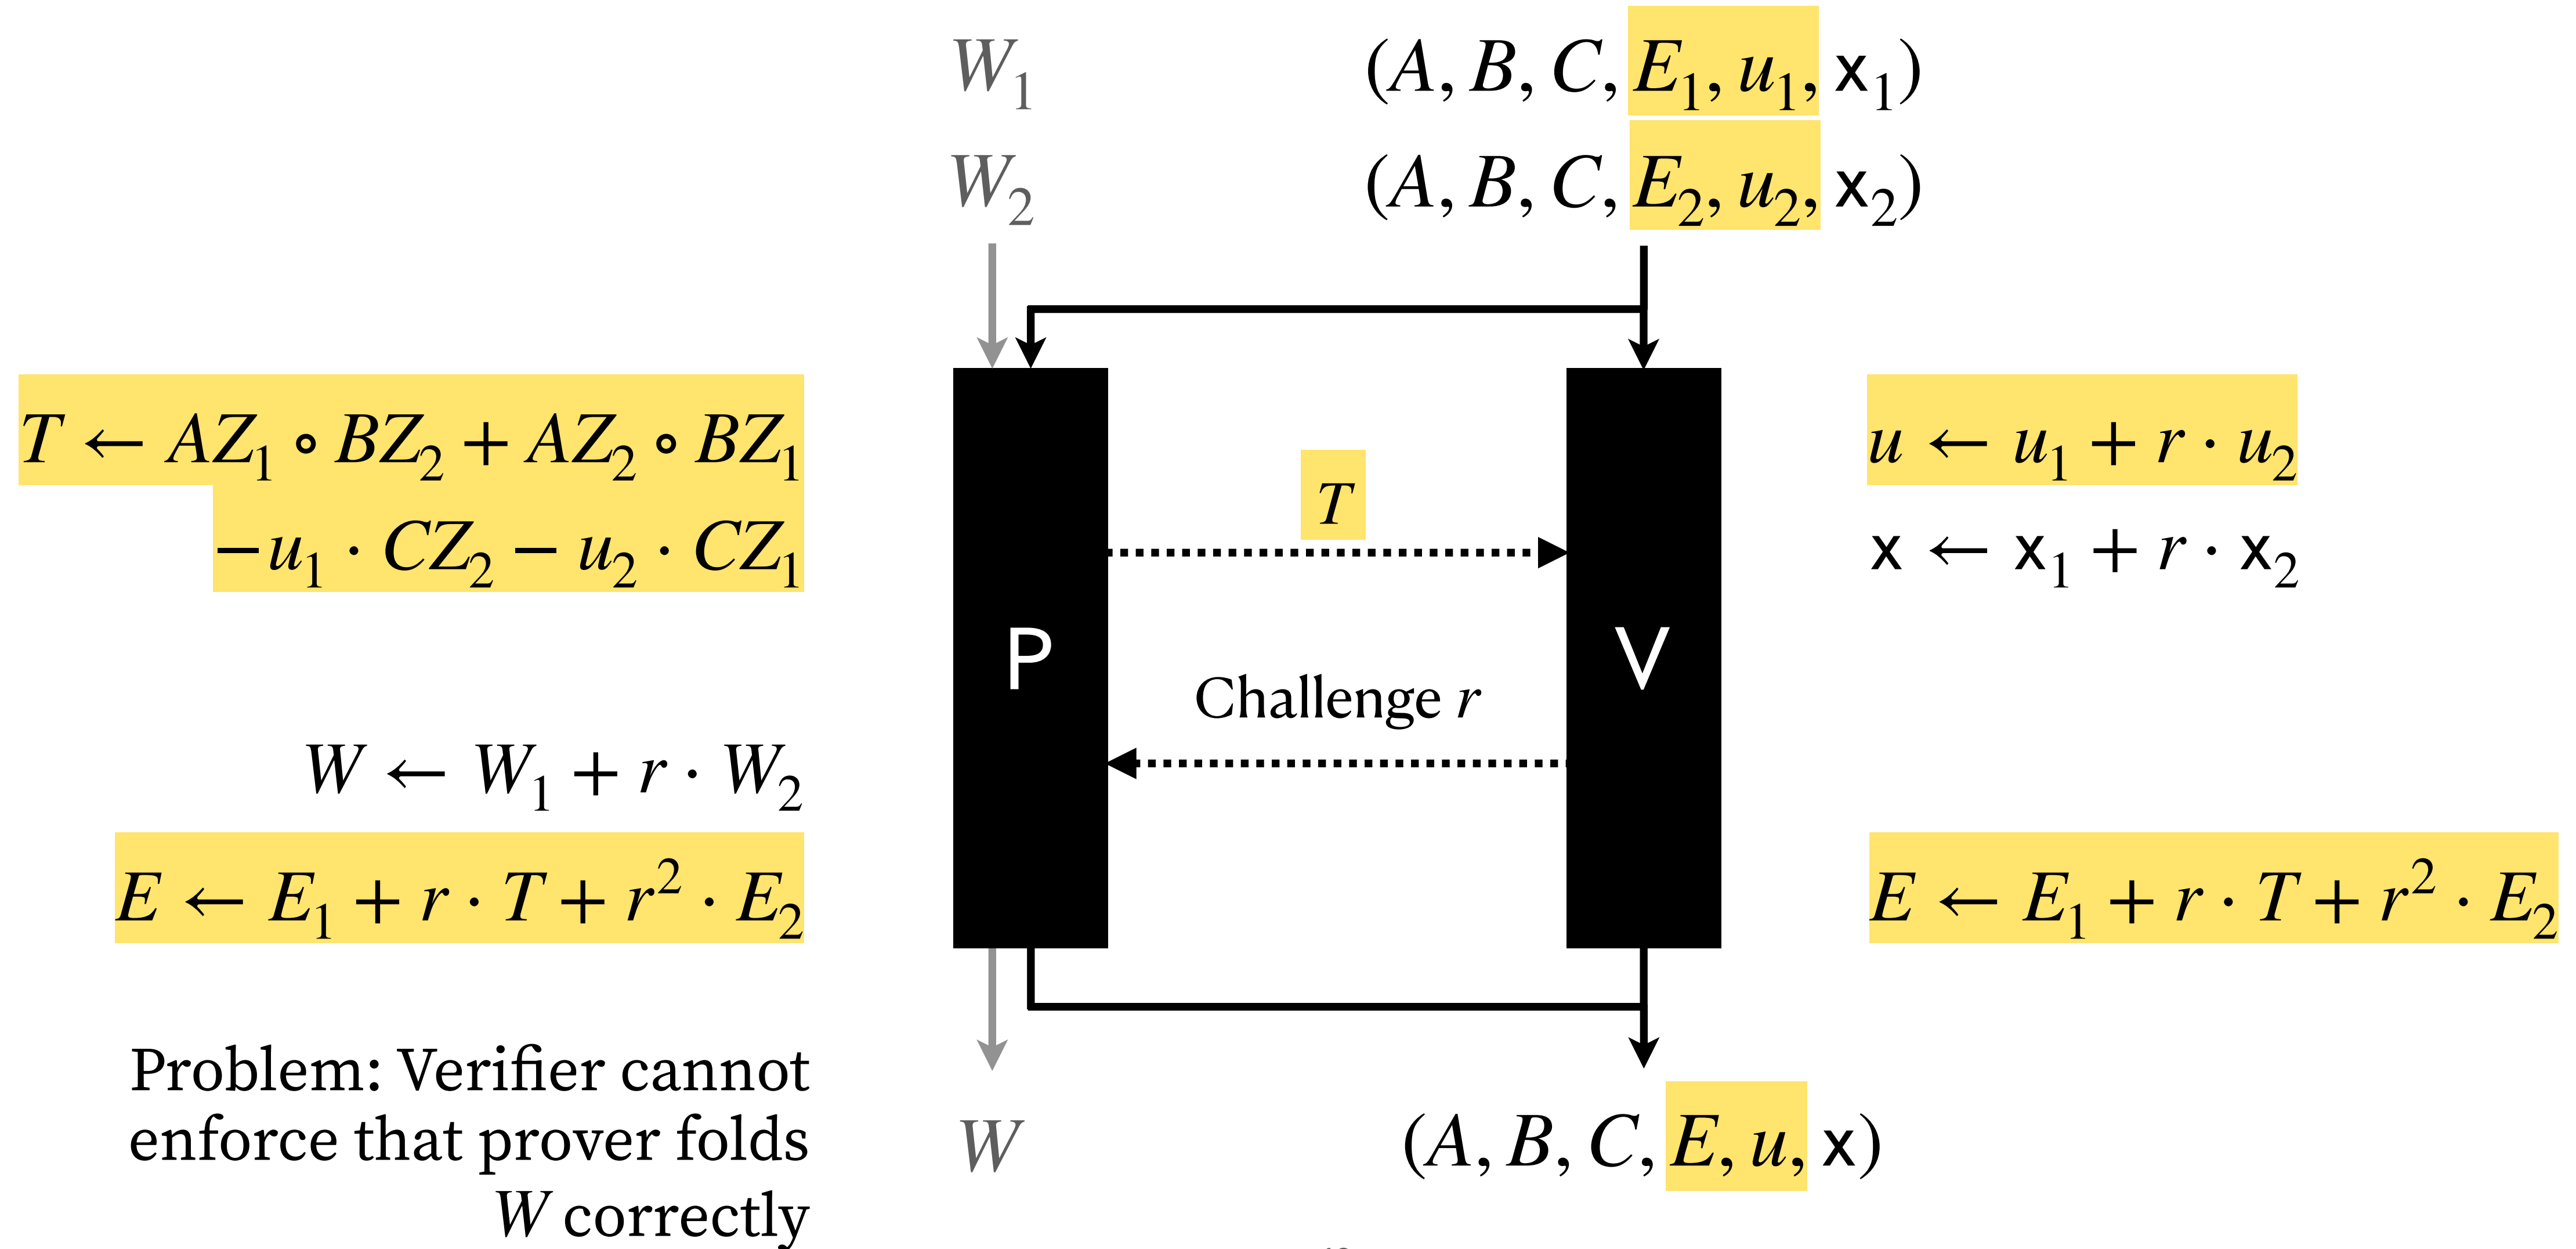 W₁ (A, B, C, E₁, u₁, x₁)
W₂ (A, B, C, E₂, u₂, x₂)
T ← AZ₁ ∘ BZ₂ + AZ₂ ∘ BZ₁
−u₁ · CZ₂ − u₂ · CZ₁
W ← W₁ + r · W₂
E ← E₁ + r · T + r² · E₂
P
T
Challenge r
V
u ← u₁ + r · u₂
x ← x₁ + r · x₂
E ← E₁ + r · T + r² · E₂
Problem: Verifier cannot
enforce that prover folds
W correctly
W (A, B, C, E, u, x)